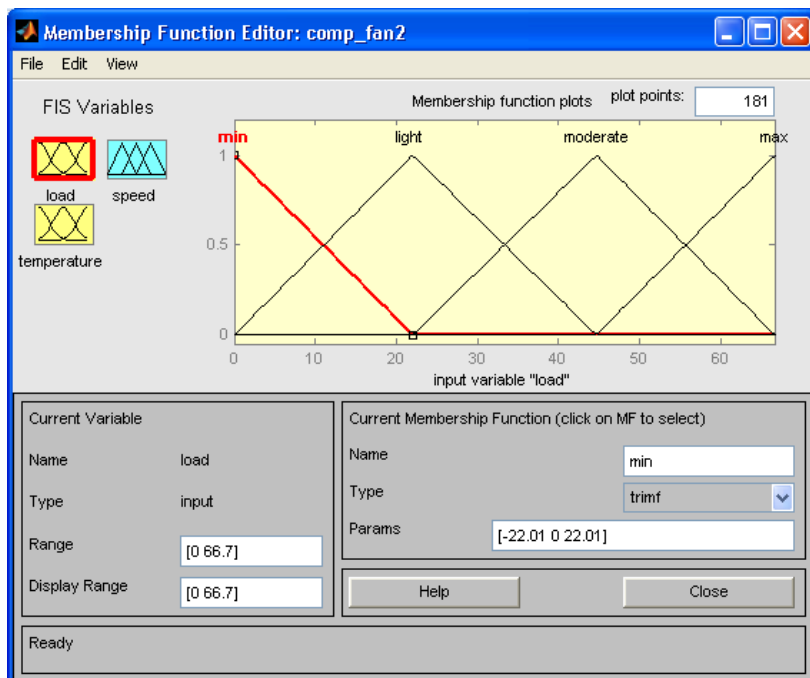 Membership Function Editor: comp_fan2
File Edit View
FIS Variables
load speed
temperature
Membership function plots plot points: 181
min light moderate max
1
0.5
0
0 10 20 30 40 50 60
input variable "load"
Current Variable
Name load
Type input
Range [0 66.7]
Display Range [0 66.7]
Current Membership Function (click on MF to select)
Name min
Type trimf
Params [-22.01 0 22.01]
Help Close
Ready